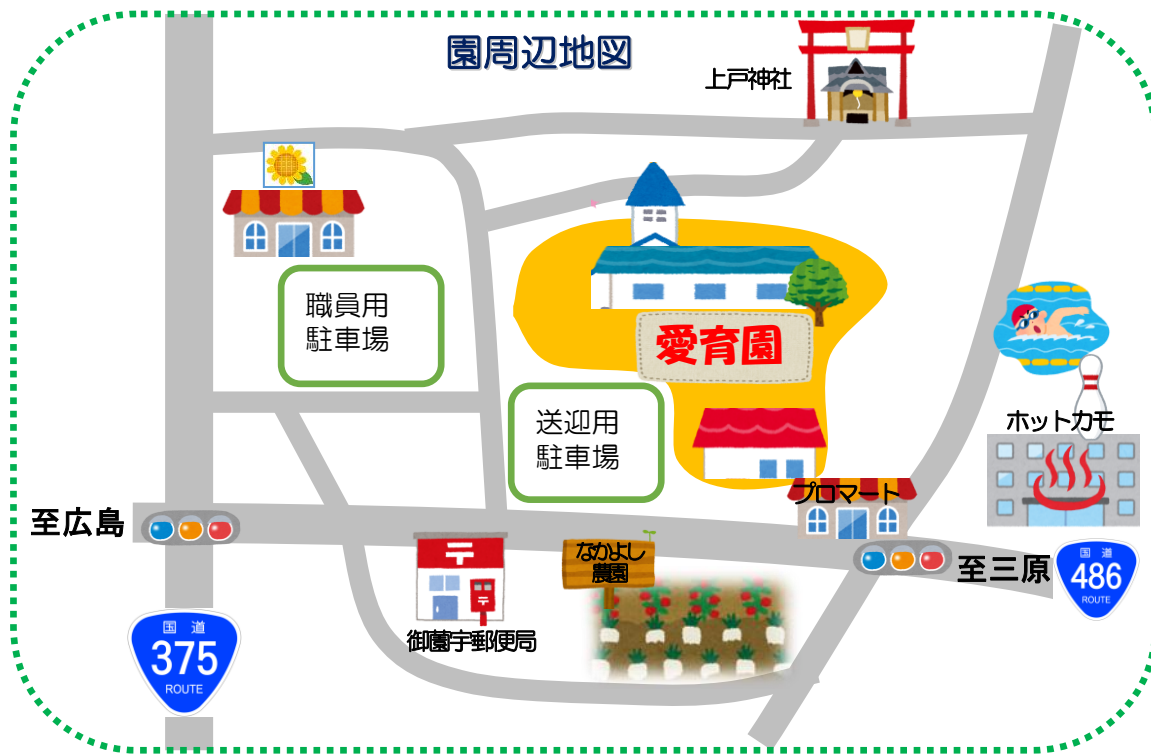 園周辺地図
上戸神社
職員用
駐車場
愛育園
送迎用
駐車場
ホットカモ
プロマート
至広島
なかよし
農園
至三原
国道
486
ROUTE
御薗宇郵便局
国道
375
ROUTE